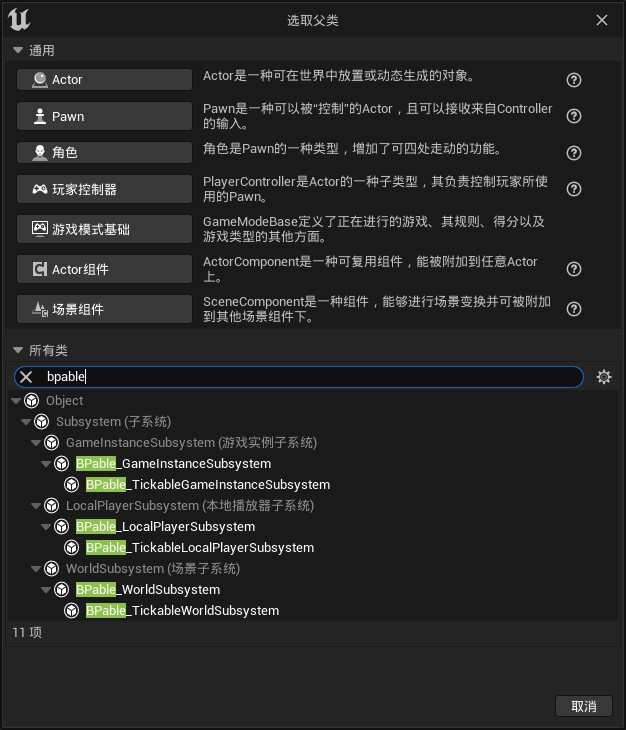 选取父类
通用
Actor
Actor是一种可在世界中放置或动态生成的对象。
Pawn
Pawn是一种可以被“控制”的Actor，且可以接收来自Controller
的输入。
角色
角色是Pawn的一种类型，增加了可四处走动的功能。
玩家控制器
PlayerController是Actor的一种子类型，其负责控制玩家所使
用的Pawn。
游戏模式基础
GameModeBase定义了正在进行的游戏、其规则、得分以及
游戏类型的其他方面。
Actor组件
ActorComponent是一种可复用组件，能被附加到任意Actor
上。
场景组件
SceneComponent是一种组件，能够进行场景变换并可被附加
到其他场景组件下。
所有类
bpable
Object
Subsystem (子系统)
GameInstanceSubsystem (游戏实例子系统)
BPable_GameInstanceSubsystem
BPable_TickableGameInstanceSubsystem
LocalPlayerSubsystem (本地播放器子系统)
BPable_LocalPlayerSubsystem
BPable_TickableLocalPlayerSubsystem
WorldSubsystem (场景子系统)
BPable_WorldSubsystem
BPable_TickableWorldSubsystem
11 项
取消